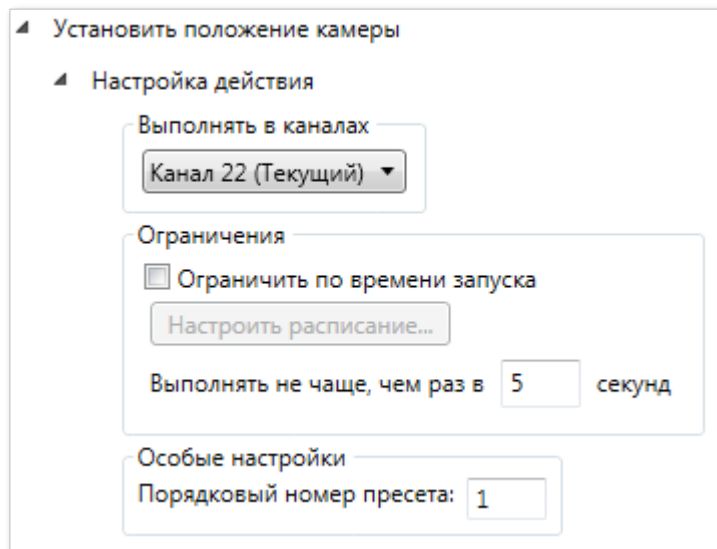 Установить положение камеры
Настройка действия
Выполнять в каналах
Канал 22 (Текущий)
Ограничения
Ограничить по времени запуска
Настроить расписание...
Выполнять не чаще, чем раз в 5 секунд
Особые настройки
Порядковый номер пресета: 1